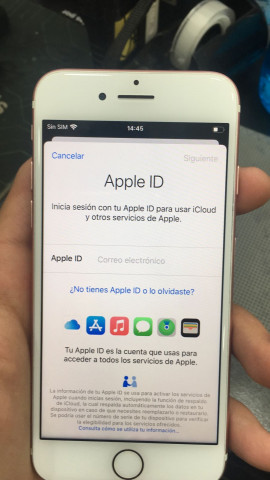 Sin SIM 14:45
Cancelar Siguiente
Apple ID
Inicia sesión con tu Apple ID para usar iCloud
y otros servicios de Apple.
Apple ID Correo electrónico
¿No tienes Apple ID o lo olvidaste?
Tu Apple ID es la cuenta que usas para
acceder a todos los servicios de Apple.
La información de tu Apple ID se usa para activar los servicios de
Apple cuando inicias sesión, incluyendo la función de respaldo
de iCloud, la cual respalda automáticamente los datos en tu
dispositivo en caso de que necesites reemplazarlo o restaurarlo.
Se podría usar el número de serie de tu dispositivo para verificar
la elegibilidad para los servicios ofrecidos.
Consulta cómo se utiliza tu información...